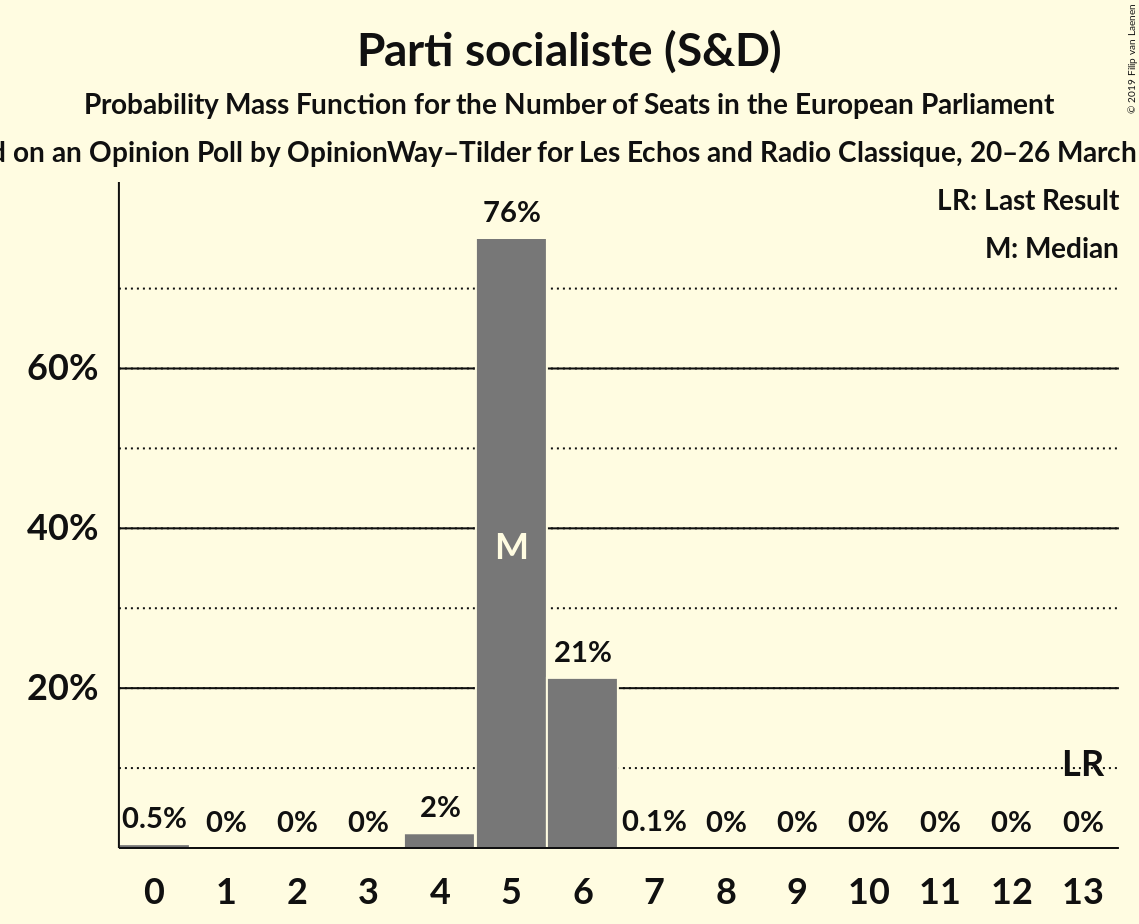 Parti socialiste (S&D)
Probability Mass Function for the Number of Seats in the European Parliament
on an Opinion Poll by OpinionWay–Tilder for Les Echos and Radio Classique, 20–26 March
© 2019 Filip van Laenen
LR: Last Result
M: Median
76%
60%
40%
M
21%
20%
LR
0.5% 0% 0% 0% 2% 0.1% 0% 0% 0% 0% 0% 0%
0 1 2 3 4 5 6 7 8 9 10 11 12 13